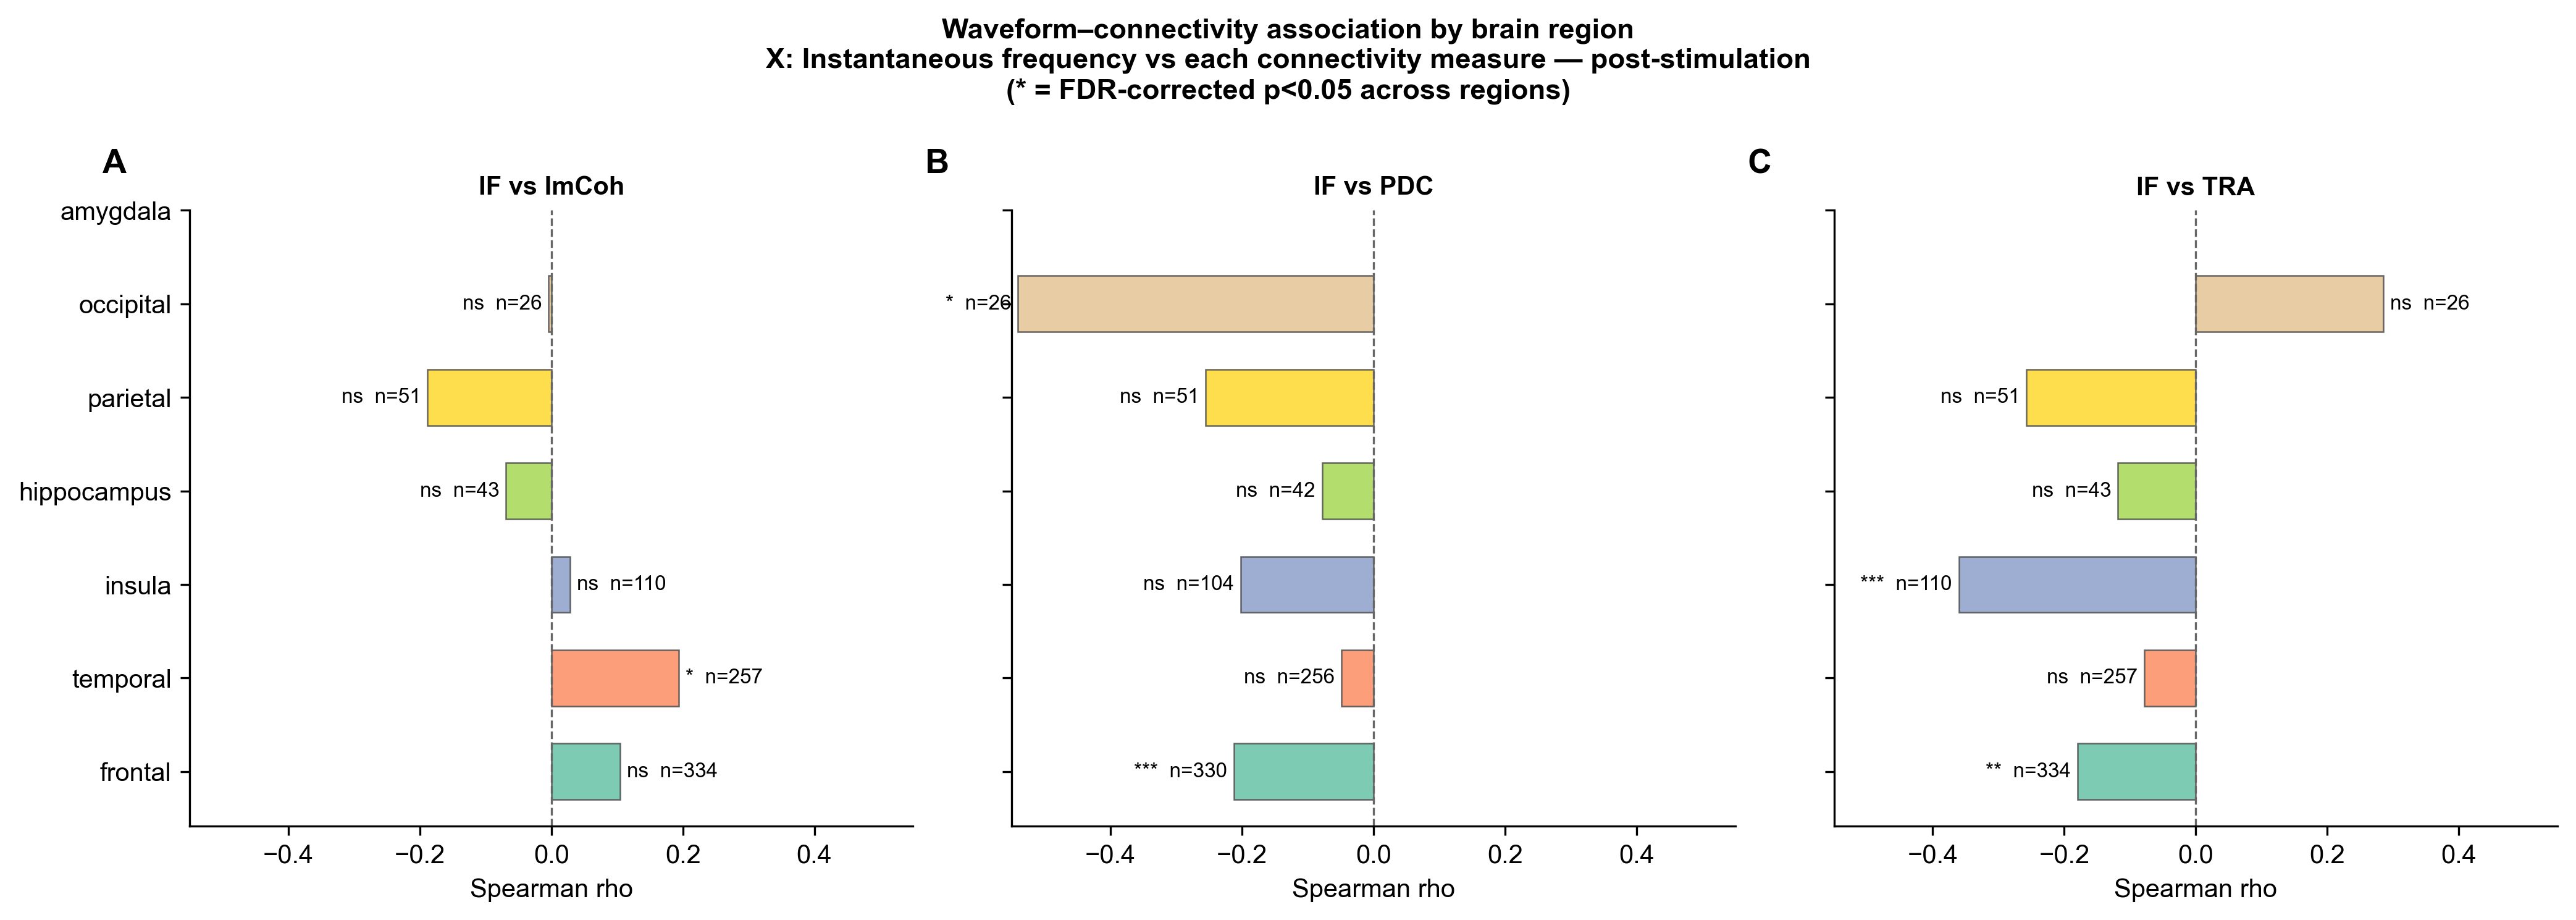 Waveform–connectivity association by brain region
X: Instantaneous frequency vs each connectivity measure — post-stimulation
(* = FDR-corrected p<0.05 across regions)
A
IF vs ImCoh
amygdala
occipital
parietal
hippocampus
insula
temporal
frontal
ns n=26
ns n=51
ns n=43
ns n=110
* n=257
ns n=334
−0.4 −0.2 0.0 0.2 0.4
Spearman rho
B
IF vs PDC
* n=26
ns n=51
ns n=42
ns n=104
ns n=256
*** n=330
−0.4 −0.2 0.0 0.2 0.4
Spearman rho
C
IF vs TRA
ns n=26
ns n=51
ns n=43
*** n=110
ns n=257
** n=334
−0.4 −0.2 0.0 0.2 0.4
Spearman rho